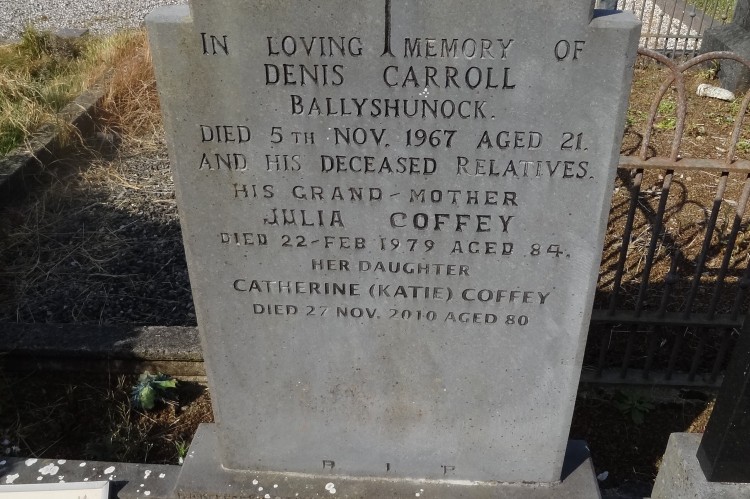 IN LOVING MEMORY OF
DENIS CARROLL
BALLYSHUNOCK.
DIED 5TH NOV. 1967 AGED 21.
AND HIS DECEASED RELATIVES.
HIS GRAND-MOTHER
JULIA COFFEY
DIED 22-FEB 1979 AGED 84.
HER DAUGHTER
CATHERINE (KATIE) COFFEY
DIED 27 NOV. 2010 AGED 80
R I P